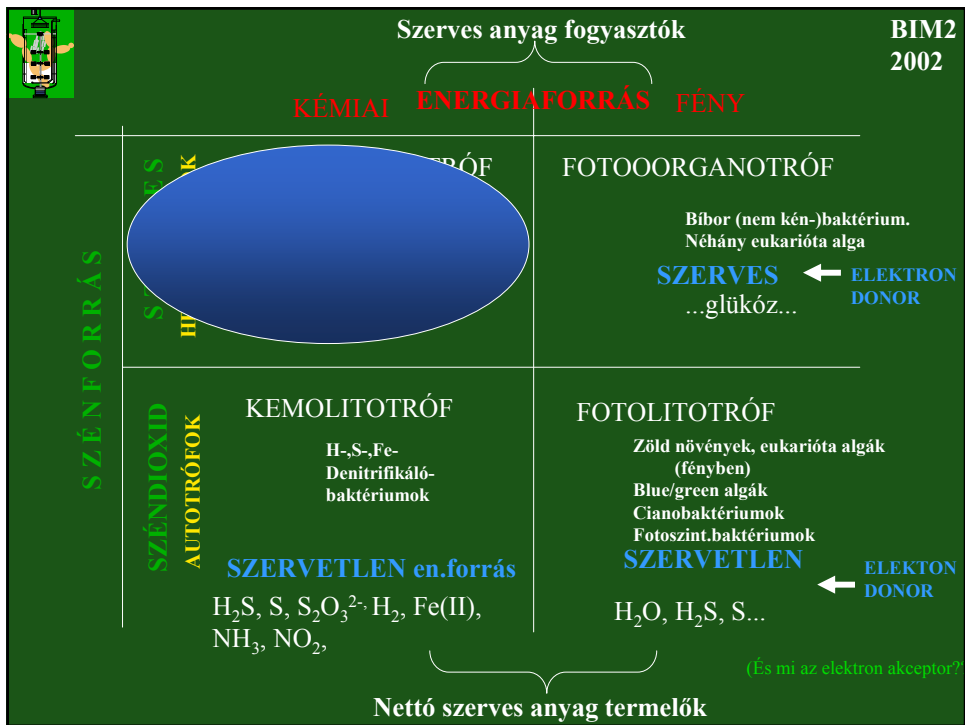 Szerves anyag fogyasztók
BIM2
2002
KÉMIAI ENERGIAFORRÁS FÉNY
SZÉNFORRÁS
FOTOOORGANOTRÓF
Bíbor (nem kén-)baktérium.
Néhány eukarióta alga
SZERVES
...glükóz...
ELEKTRON
DONOR
SZÉNDIOXID
AUTOTRÓFOK
KEMOLITOTRÓF
H-,S-,Fe-
Denitrifikáló-
baktériumok
SZERVETLEN en.forrás
H₂S, S, S₂O₃²⁻, H₂, Fe(II),
NH₃, NO₂,
FOTOLITOTRÓF
Zöld növények, eukarióta algák
(fényben)
Blue/green algák
Cianobaktériumok
Fotoszint.baktériumok
SZERVETLEN
H₂O, H₂S, S...
ELEKTON
DONOR
(És mi az elektron akceptor?
Nettó szerves anyag termelők